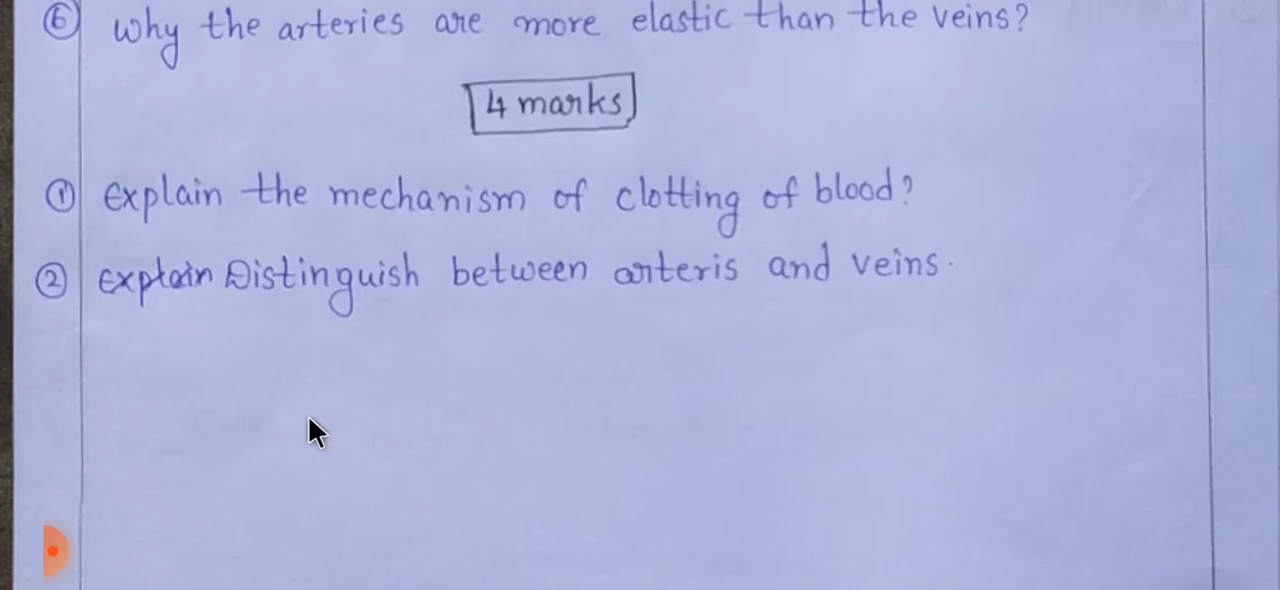 ⑥ Why the arteries are more elastic than the veins?
4 marks
① Explain the mechanism of clotting of blood?
② Explain Distinguish between arteris and veins.